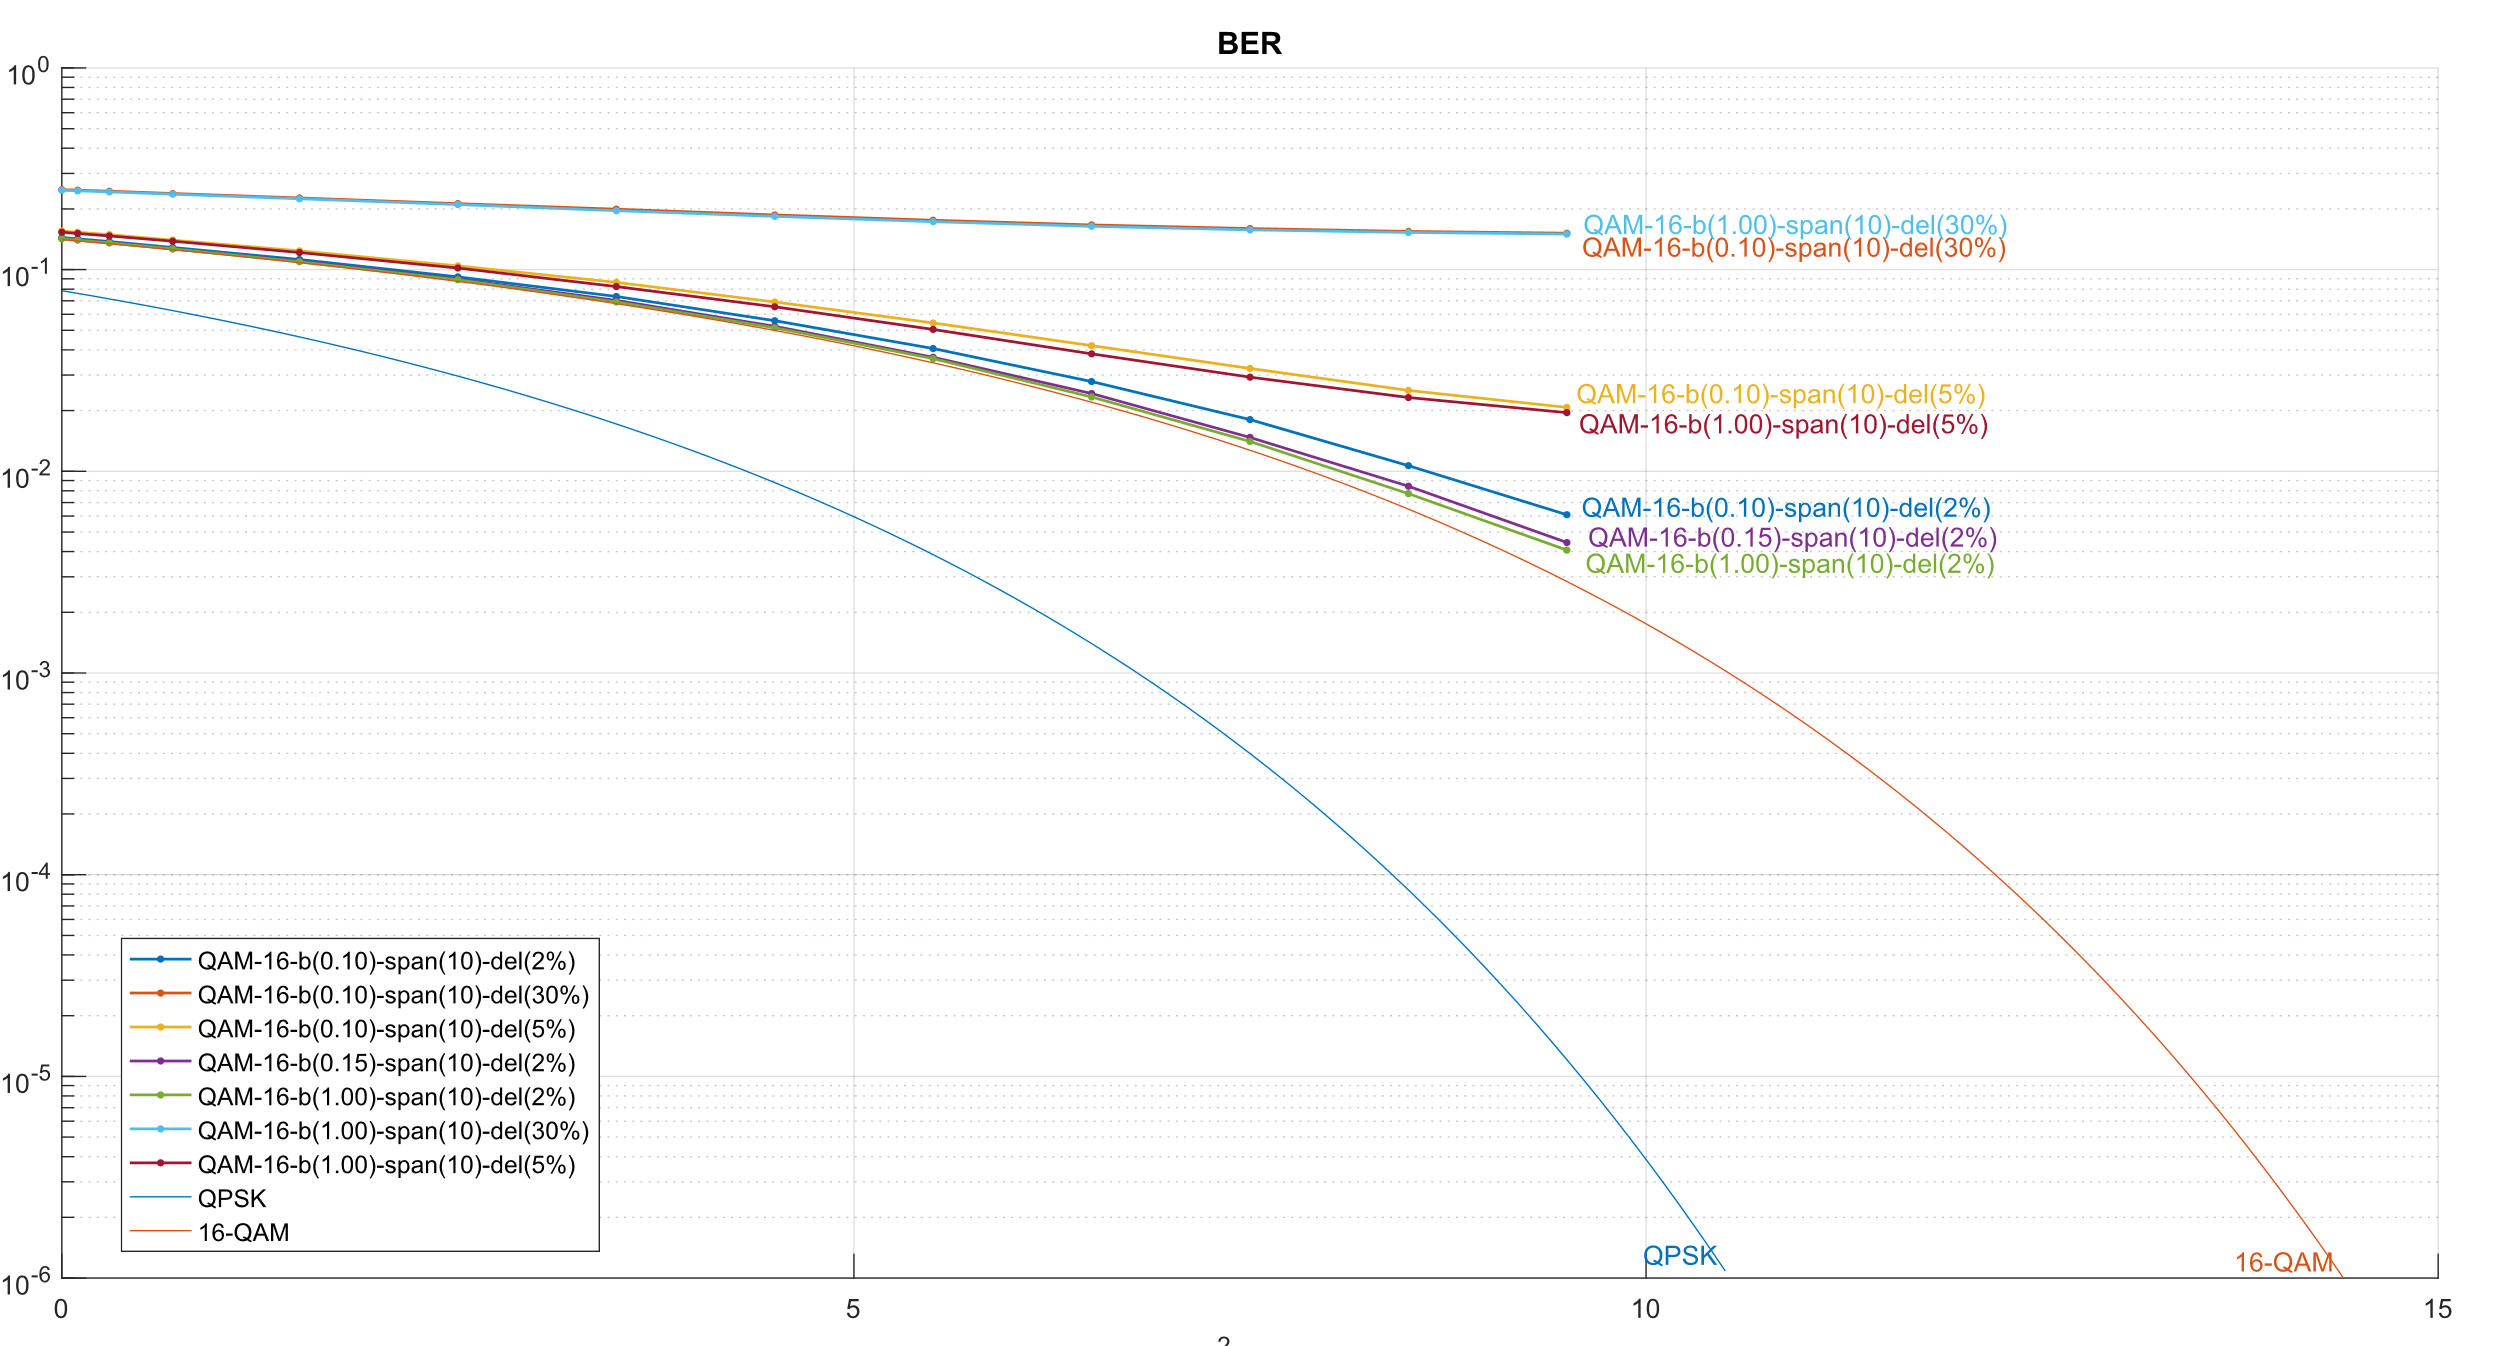 BER
10^0
10^-1
10^-2
10^-3
10^-4
10^-5
10^-6
QAM-16-b(1.00)-span(10)-del(30%)
QAM-16-b(0.10)-span(10)-del(30%)
QAM-16-b(0.10)-span(10)-del(5%)
QAM-16-b(1.00)-span(10)-del(5%)
QAM-16-b(0.10)-span(10)-del(2%)
QAM-16-b(0.15)-span(10)-del(2%)
QAM-16-b(1.00)-span(10)-del(2%)
QAM-16-b(0.10)-span(10)-del(2%)
QAM-16-b(0.10)-span(10)-del(30%)
QAM-16-b(0.10)-span(10)-del(5%)
QAM-16-b(0.15)-span(10)-del(2%)
QAM-16-b(1.00)-span(10)-del(2%)
QAM-16-b(1.00)-span(10)-del(30%)
QAM-16-b(1.00)-span(10)-del(5%)
QPSK
16-QAM
QPSK
16-QAM
0 5 10 15